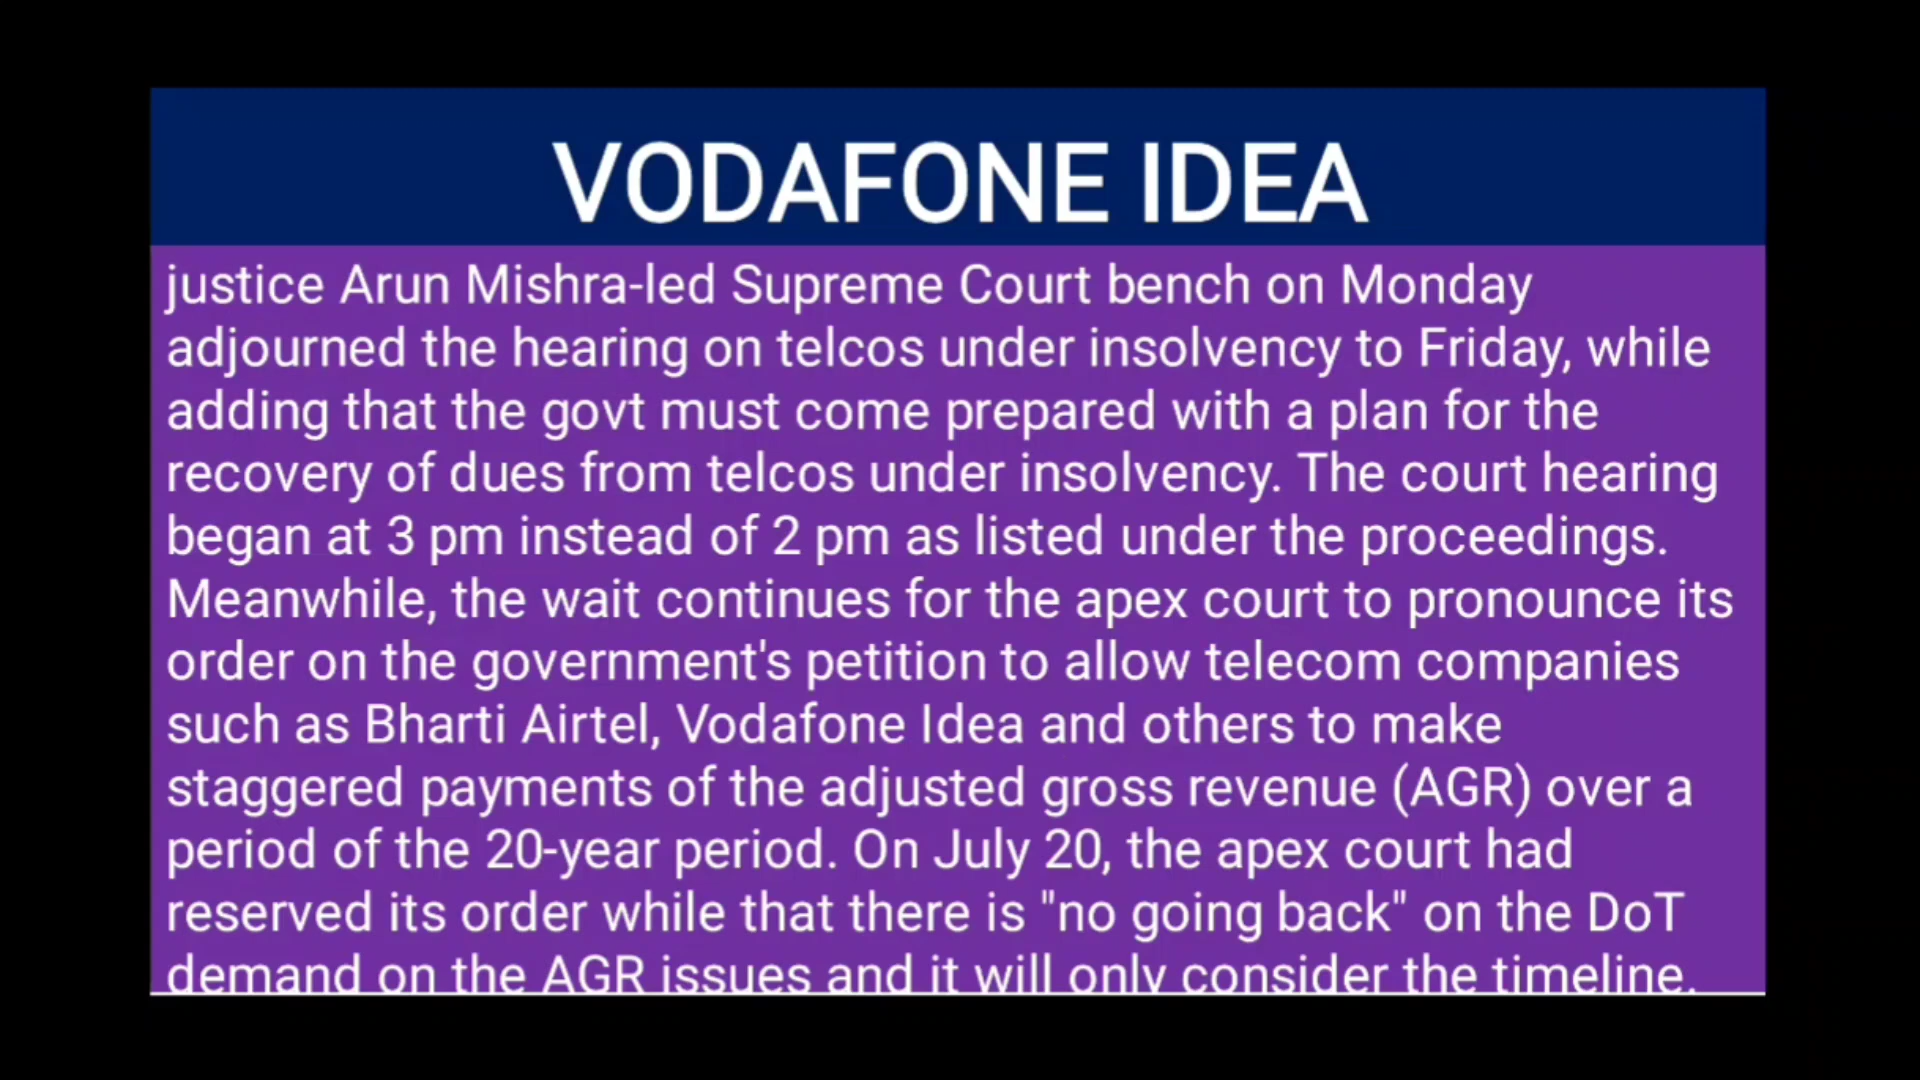 VODAFONE IDEA
justice Arun Mishra-led Supreme Court bench on Monday
adjourned the hearing on telcos under insolvency to Friday, while
adding that the govt must come prepared with a plan for the
recovery of dues from telcos under insolvency. The court hearing
began at 3 pm instead of 2 pm as listed under the proceedings.
Meanwhile, the wait continues for the apex court to pronounce its
order on the government's petition to allow telecom companies
such as Bharti Airtel, Vodafone Idea and others to make
staggered payments of the adjusted gross revenue (AGR) over a
period of the 20-year period. On July 20, the apex court had
reserved its order while that there is "no going back" on the DoT
demand on the AGR issues and it will only consider the timeline.